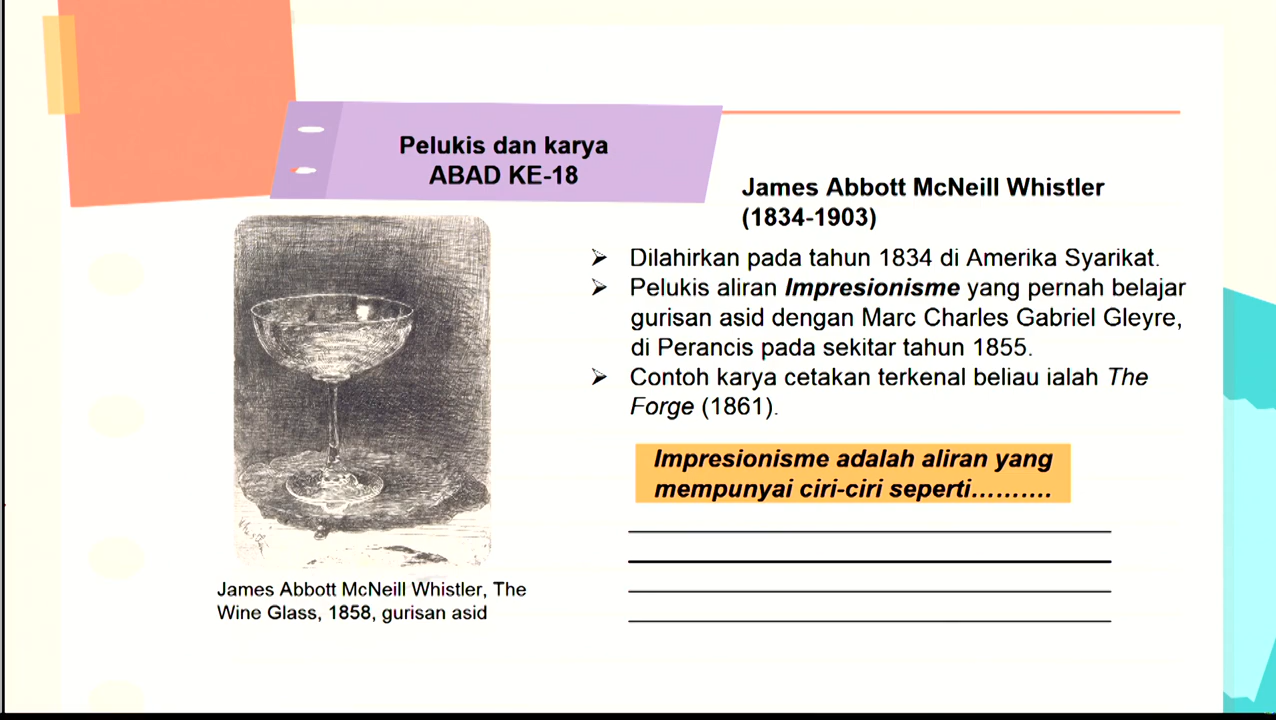 Pelukis dan karya
ABAD KE-18
James Abbott McNeill Whistler
(1834-1903)
➢ Dilahirkan pada tahun 1834 di Amerika Syarikat.
➢ Pelukis aliran Impresionisme yang pernah belajar
gurisan asid dengan Marc Charles Gabriel Gleyre,
di Perancis pada sekitar tahun 1855.
➢ Contoh karya cetakan terkenal beliau ialah The
Forge (1861).
Impresionisme adalah aliran yang
mempunyai ciri-ciri seperti……….
James Abbott McNeill Whistler, The
Wine Glass, 1858, gurisan asid